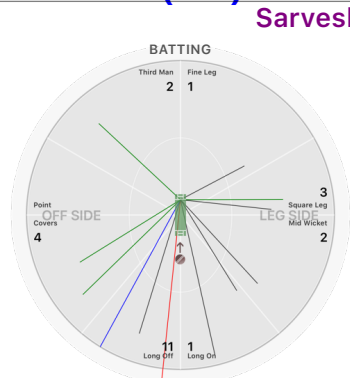 Sarvesh
BATTING
Third Man Fine Leg
2 1
3
Point Square Leg
OFF SIDE LEG SIDE
Covers Mid Wicket
4 2
11 1
Long Off Long On